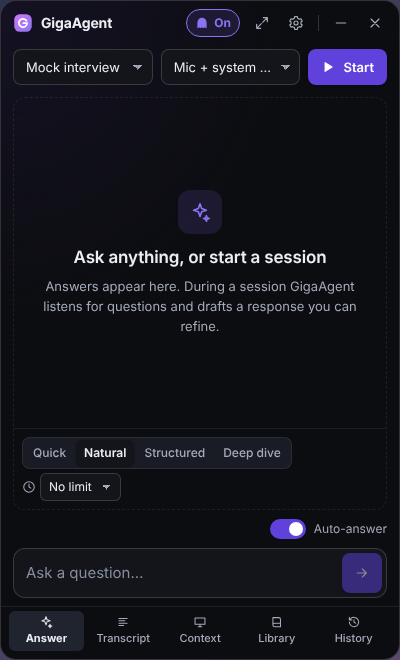 GigaAgent
On
Mock interview
Mic + system ...
Start
Ask anything, or start a session
Answers appear here. During a session GigaAgent
listens for questions and drafts a response you can
refine.
Quick Natural Structured Deep dive
No limit
Auto-answer
Ask a question...
Answer Transcript Context Library History